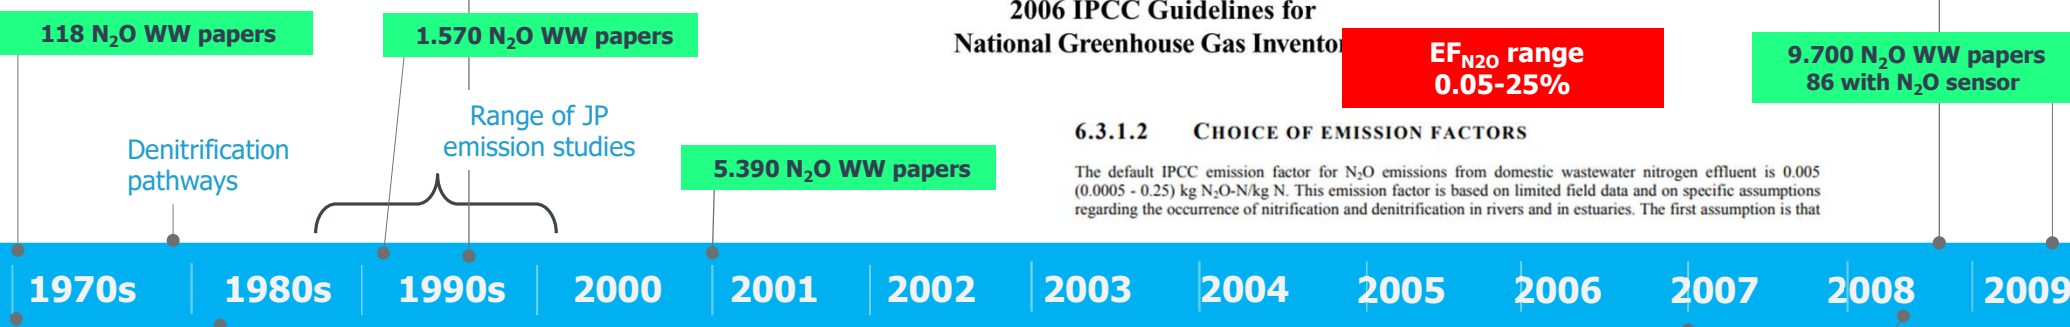 2006 IPCC Guidelines for
National Greenhouse Gas Inventor
118 N₂O WW papers
1.570 N₂O WW papers
EF_N2O range
0.05-25%
9.700 N₂O WW papers
86 with N₂O sensor
Range of JP
emission studies
Denitrification
pathways
5.390 N₂O WW papers
6.3.1.2 CHOICE OF EMISSION FACTORS
The default IPCC emission factor for N₂O emissions from domestic wastewater nitrogen effluent is 0.005
(0.0005 - 0.25) kg N₂O-N/kg N. This emission factor is based on limited field data and on specific assumptions
regarding the occurrence of nitrification and denitrification in rivers and in estuaries. The first assumption is that
1970s 1980s 1990s 2000 2001 2002 2003 2004 2005 2006 2007 2008 2009